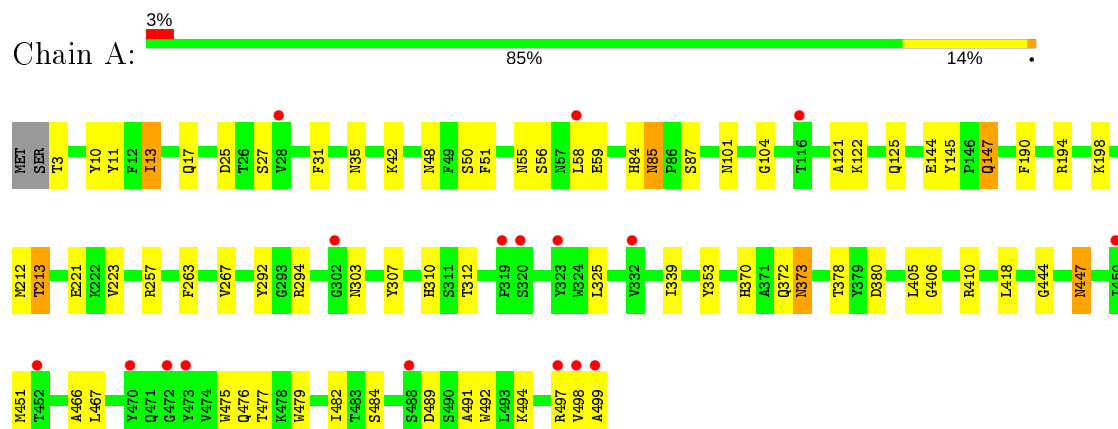 3%
Chain A:
85% 14% •
MET SER T3 Y10 Y11 F12 I13 Q17 D25 T26 S27 V28 F31 N35 K42 N48 F49 S50 F51 N55 S56 N57 L58 E59 H84 N85 P86 S87 N101 G104 T116 A121 K122 Q125 E144 Y145 P146 Q147 F190 R194 K198
M212 T213 E221 K222 V223 R257 F263 V267 Y292 G293 R294 G302 N303 Y307 H310 S311 T312 P319 S320 Y323 W324 L325 V332 I339 Y353 H370 A371 Q372 N373 T378 Y379 D380 L405 G406 R410 L418 G444 N447 I450
M451 T452 A466 L467 Y470 Q471 G472 Y473 V474 W475 Q476 T477 K478 W479 I482 T483 S484 S488 D489 S490 A491 W492 L493 K494 R497 V498 A499